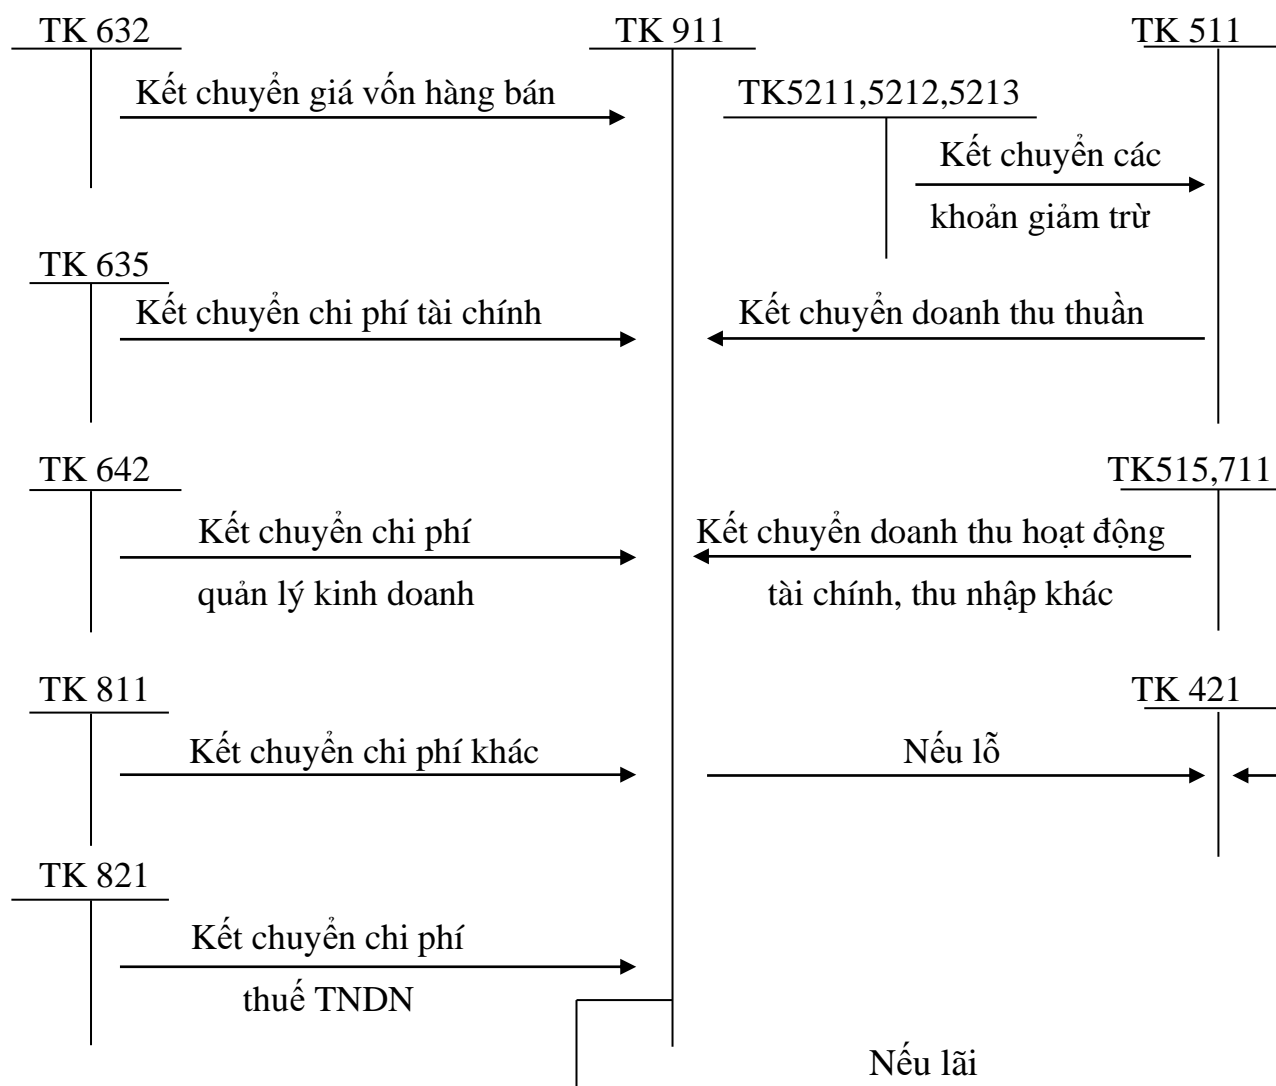 TK 632
TK 911
TK 511
Kết chuyển giá vốn hàng bán
TK5211,5212,5213
Kết chuyển các
khoản giảm trừ
TK 635
Kết chuyển chi phí tài chính
Kết chuyển doanh thu thuần
TK 642
TK515,711
Kết chuyển chi phí
quản lý kinh doanh
Kết chuyển doanh thu hoạt động
tài chính, thu nhập khác
TK 811
TK 421
Kết chuyển chi phí khác
Nếu lỗ
TK 821
Kết chuyển chi phí
thuế TNDN
Nếu lãi